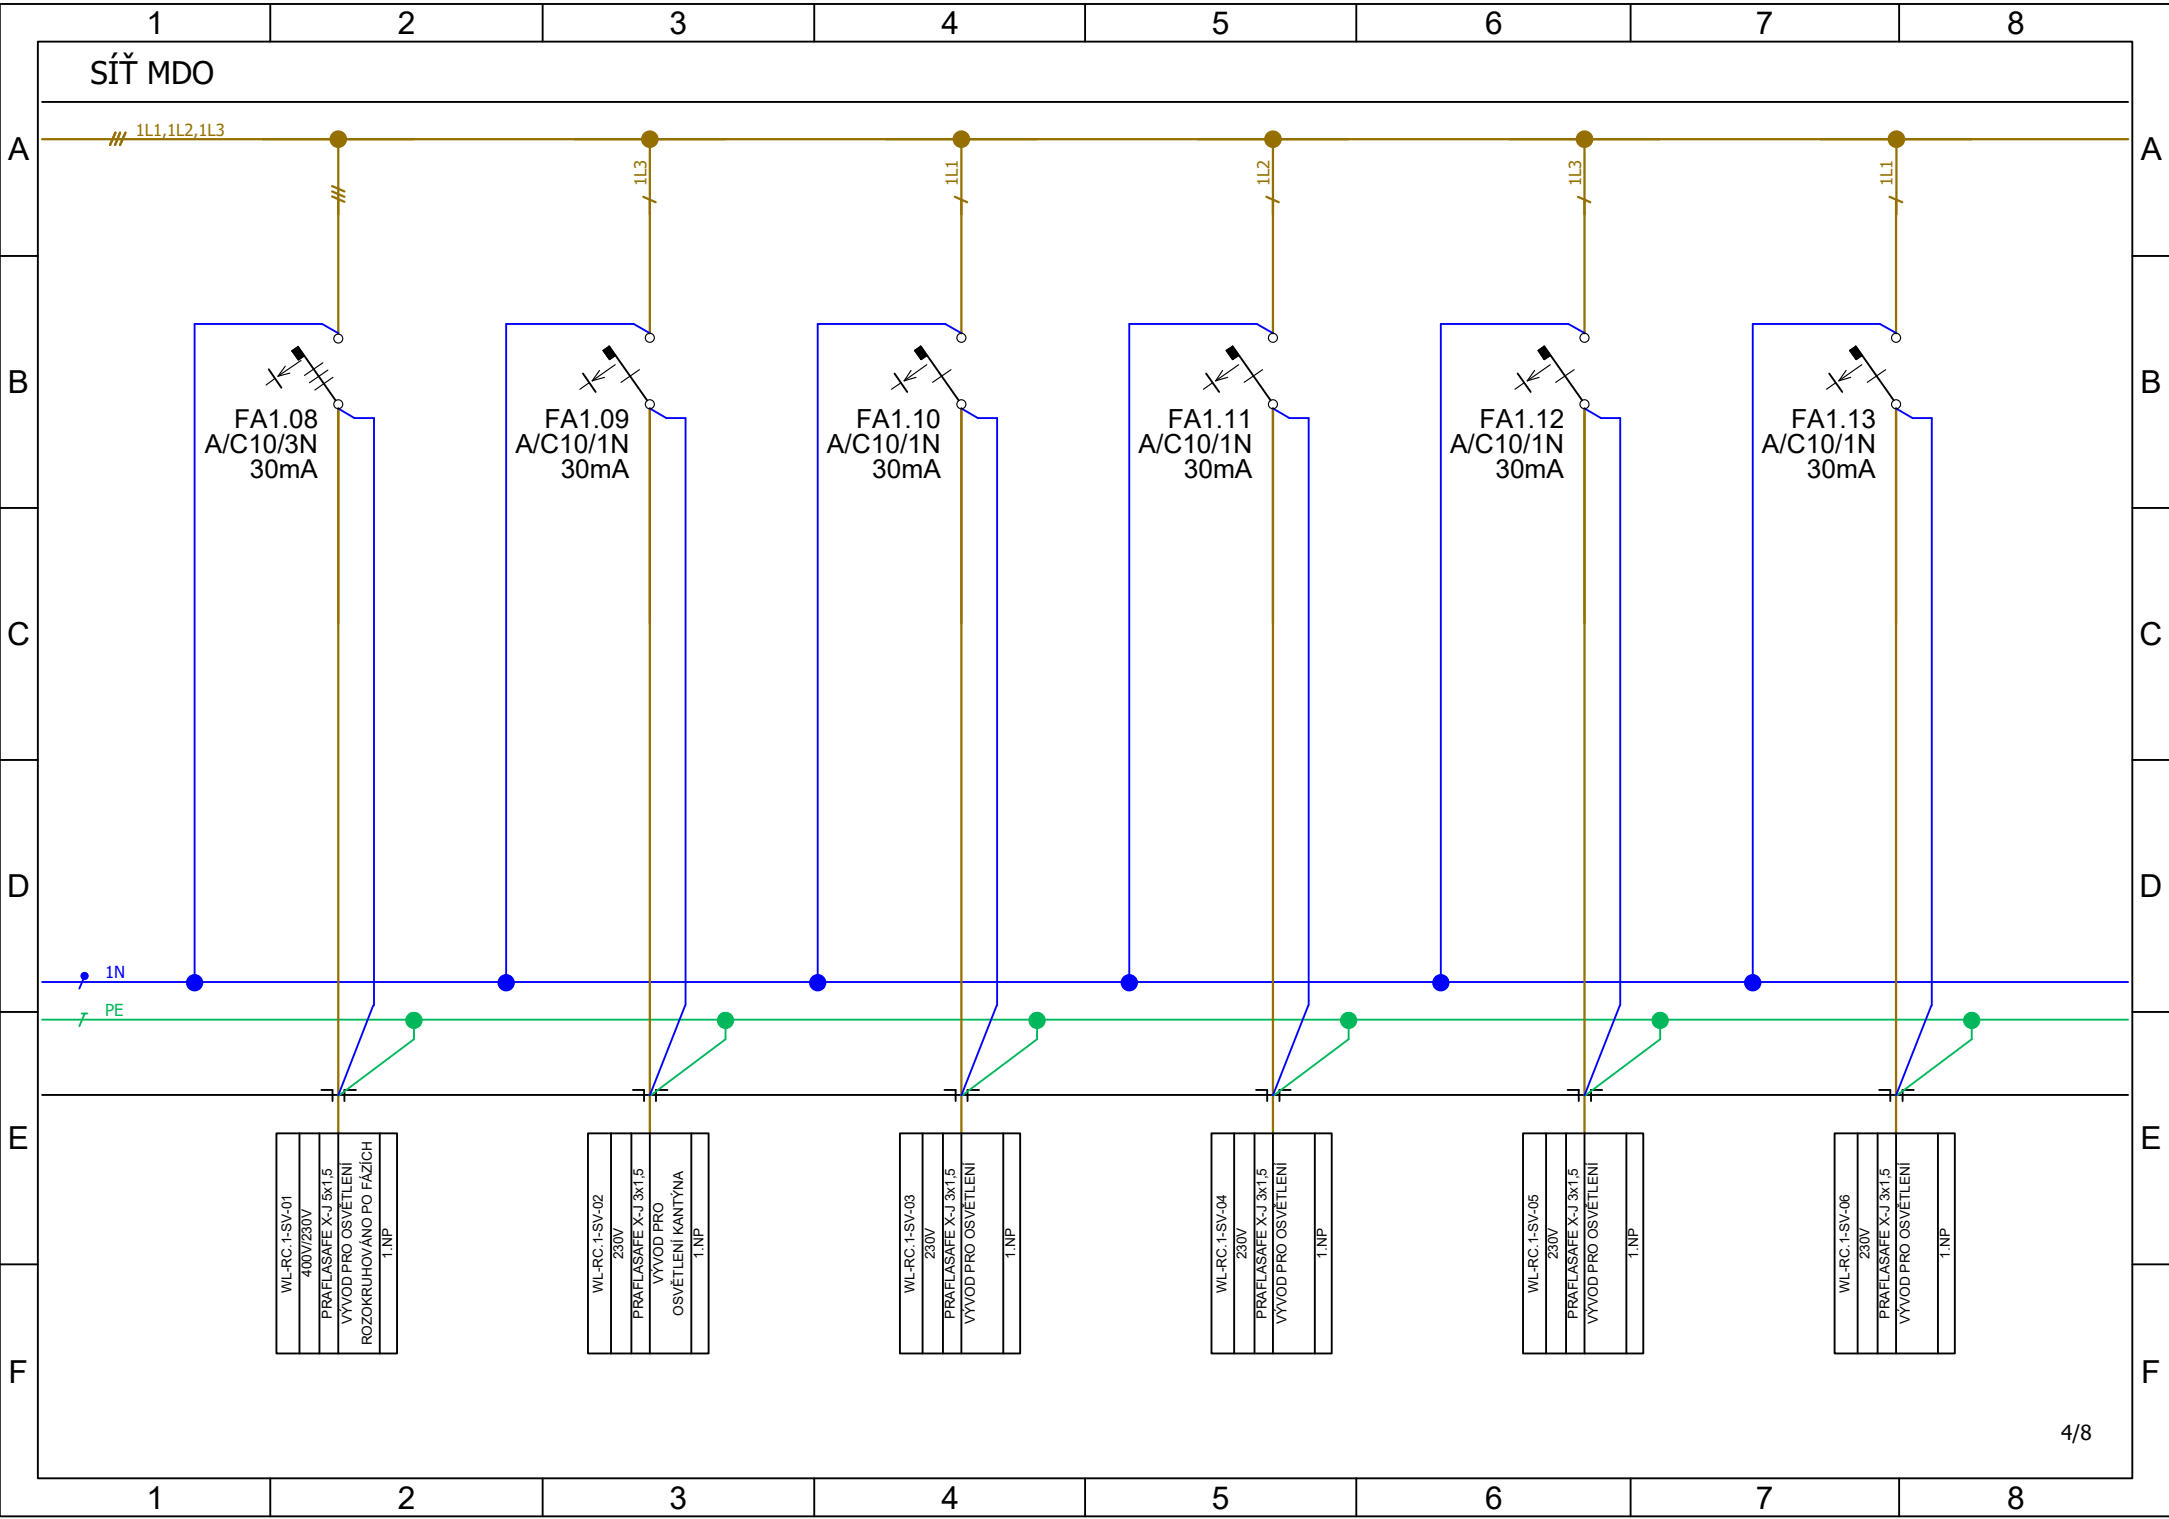 1 2 3 4 5 6 7 8
SÍŤ MDO
A A
1L1,1L2,1L3
1L3 1L1 1L2 1L3 1L1
B B
FA1.08
A/C10/3N
30mA
FA1.09
A/C10/1N
30mA
FA1.10
A/C10/1N
30mA
FA1.11
A/C10/1N
30mA
FA1.12
A/C10/1N
30mA
FA1.13
A/C10/1N
30mA
C C
D D
1N
PE
E E
WL-RC.1-SV-01
400V/230V
PRAFLASAFE X-J 5x1,5
VÝVOD PRO OSVĚTLENÍ
ROZOKRUHOVÁNO PO FÁZÍCH
1.NP
WL-RC.1-SV-02
230V
PRAFLASAFE X-J 3x1,5
VÝVOD PRO
OSVĚTLENÍ KANTÝNA
1.NP
WL-RC.1-SV-03
230V
PRAFLASAFE X-J 3x1,5
VÝVOD PRO OSVĚTLENÍ
1.NP
WL-RC.1-SV-04
230V
PRAFLASAFE X-J 3x1,5
VÝVOD PRO OSVĚTLENÍ
1.NP
WL-RC.1-SV-05
230V
PRAFLASAFE X-J 3x1,5
VÝVOD PRO OSVĚTLENÍ
1.NP
WL-RC.1-SV-06
230V
PRAFLASAFE X-J 3x1,5
VÝVOD PRO OSVĚTLENÍ
1.NP
F F
4/8
1 2 3 4 5 6 7 8